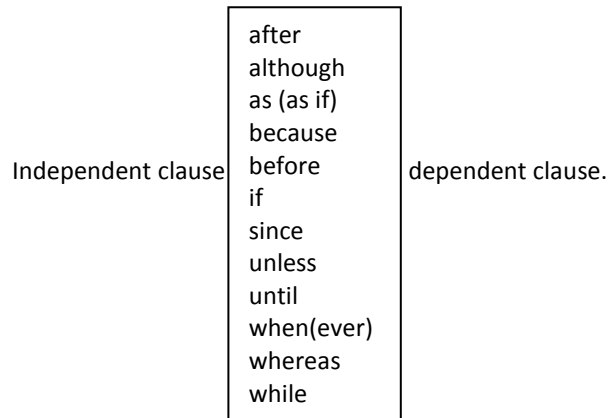 after
although
as (as if)
because
Independent clause before dependent clause.
if
since
unless
until
when(ever)
whereas
while